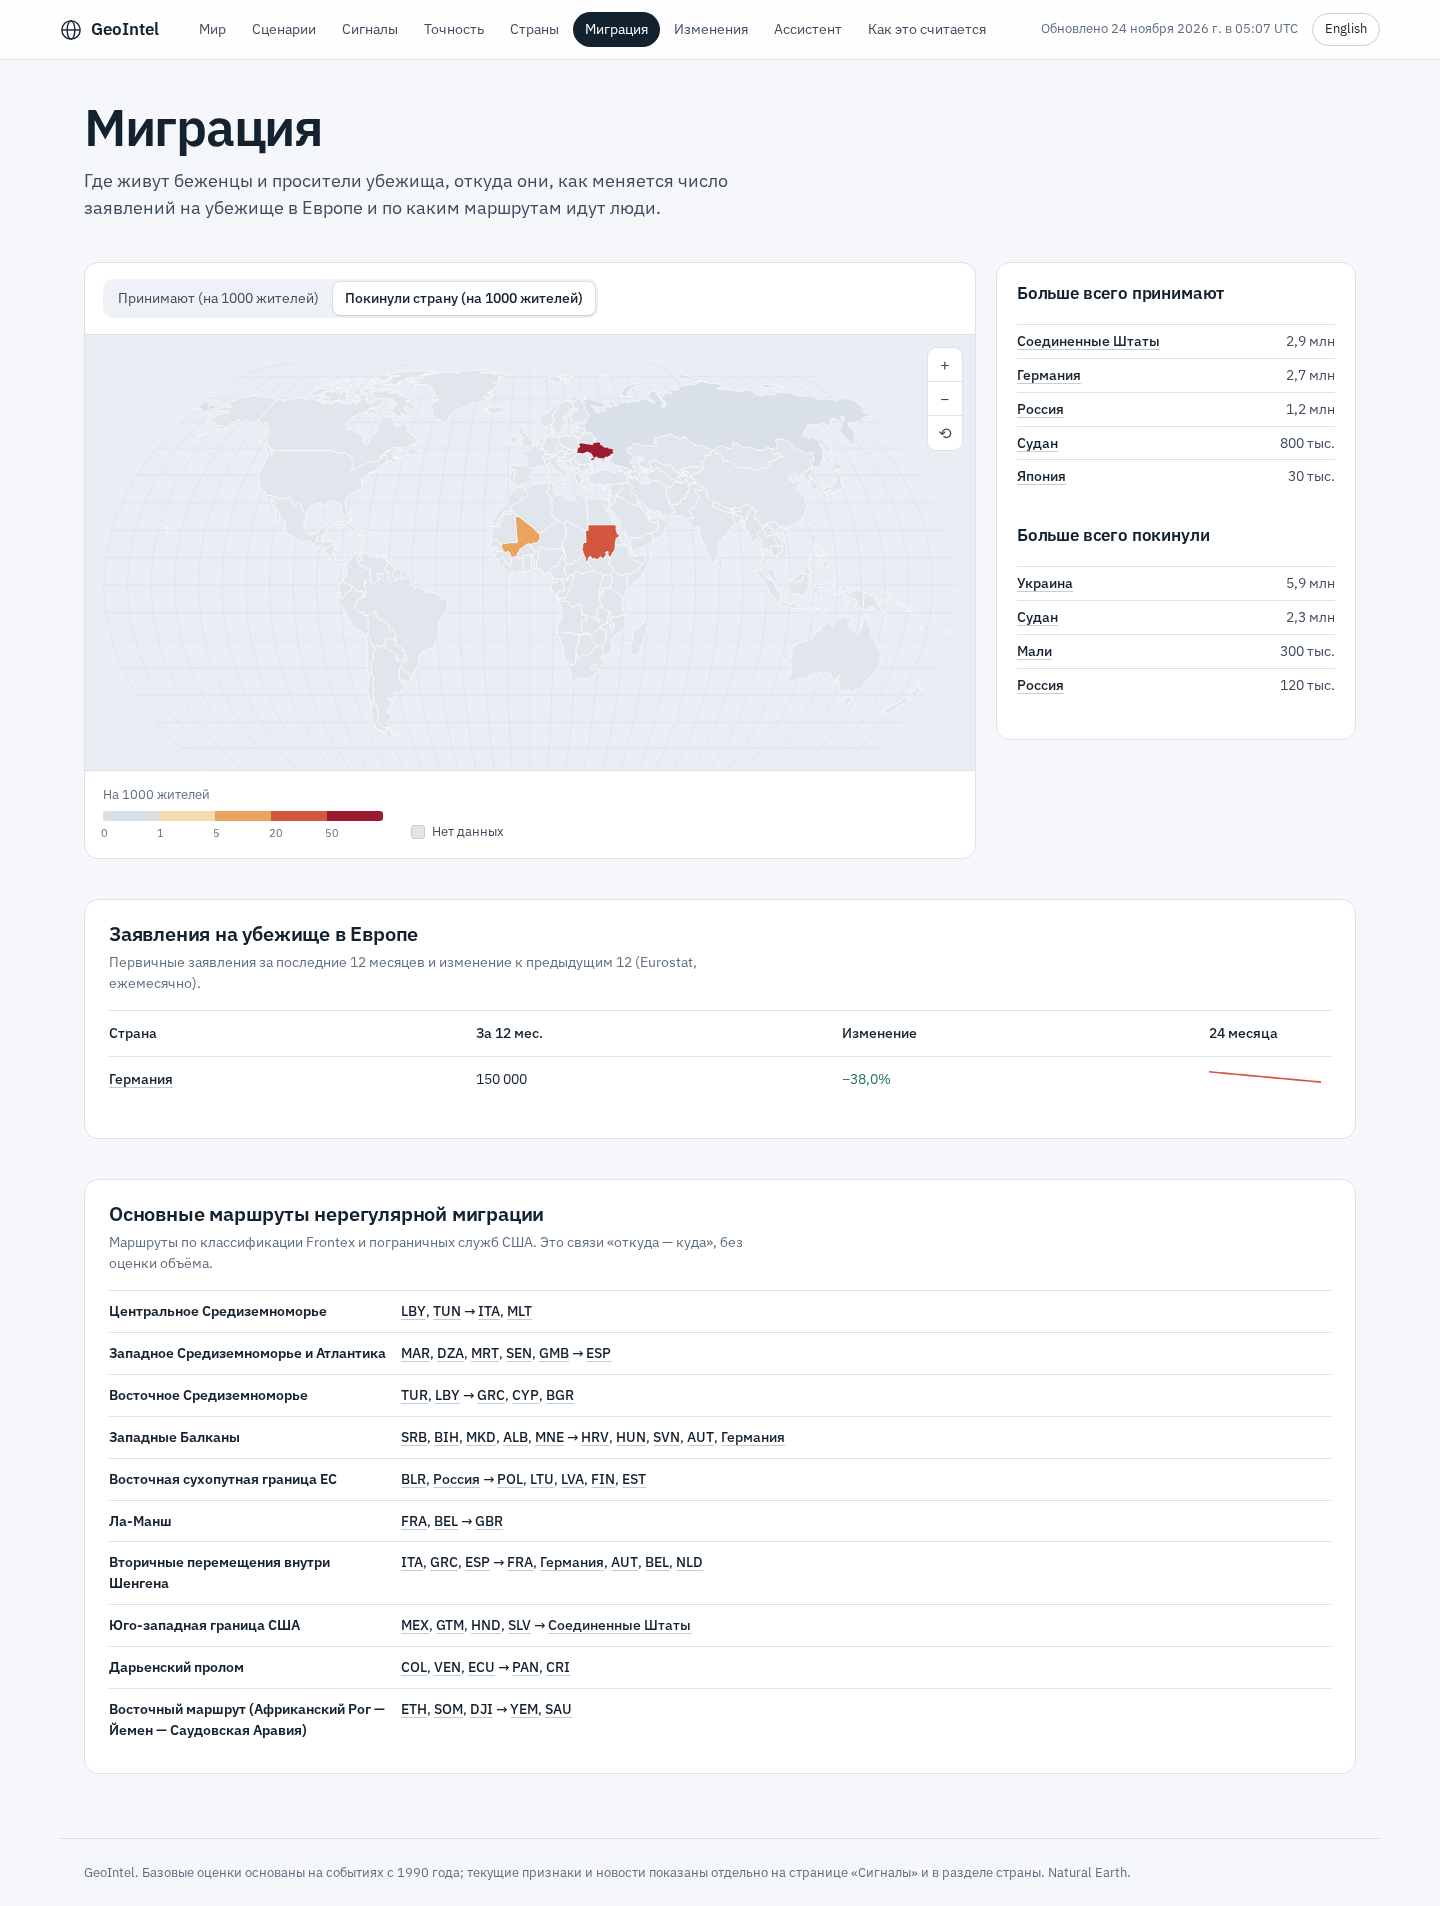 GeoIntel
Мир
Сценарии
Сигналы
Точность
Страны
Миграция
Изменения
Ассистент
Как это считается
Обновлено 24 ноября 2026 г. в 05:07 UTC
English
Миграция
Где живут беженцы и просители убежища, откуда они, как меняется число
заявлений на убежище в Европе и по каким маршрутам идут люди.
Принимают (на 1000 жителей)
Покинули страну (на 1000 жителей)
+
−
⟲
На 1000 жителей
0 1 5 20 50
Нет данных
Больше всего принимают
Соединенные Штаты 2,9 млн
Германия 2,7 млн
Россия 1,2 млн
Судан 800 тыс.
Япония 30 тыс.
Больше всего покинули
Украина 5,9 млн
Судан 2,3 млн
Мали 300 тыс.
Россия 120 тыс.
Заявления на убежище в Европе
Первичные заявления за последние 12 месяцев и изменение к предыдущим 12 (Eurostat,
ежемесячно).
Страна За 12 мес. Изменение 24 месяца
Германия 150 000 −38,0%
Основные маршруты нерегулярной миграции
Маршруты по классификации Frontex и пограничных служб США. Это связи «откуда — куда», без
оценки объёма.
Центральное Средиземноморье LBY, TUN → ITA, MLT
Западное Средиземноморье и Атлантика MAR, DZA, MRT, SEN, GMB → ESP
Восточное Средиземноморье TUR, LBY → GRC, CYP, BGR
Западные Балканы SRB, BIH, MKD, ALB, MNE → HRV, HUN, SVN, AUT, Германия
Восточная сухопутная граница ЕС BLR, Россия → POL, LTU, LVA, FIN, EST
Ла-Манш FRA, BEL → GBR
Вторичные перемещения внутри
Шенгена
ITA, GRC, ESP → FRA, Германия, AUT, BEL, NLD
Юго-западная граница США MEX, GTM, HND, SLV → Соединенные Штаты
Дарьенский пролом COL, VEN, ECU → PAN, CRI
Восточный маршрут (Африканский Рог —
Йемен — Саудовская Аравия)
ETH, SOM, DJI → YEM, SAU
GeoIntel. Базовые оценки основаны на событиях с 1990 года; текущие признаки и новости показаны отдельно на странице «Сигналы» и в разделе страны. Natural Earth.